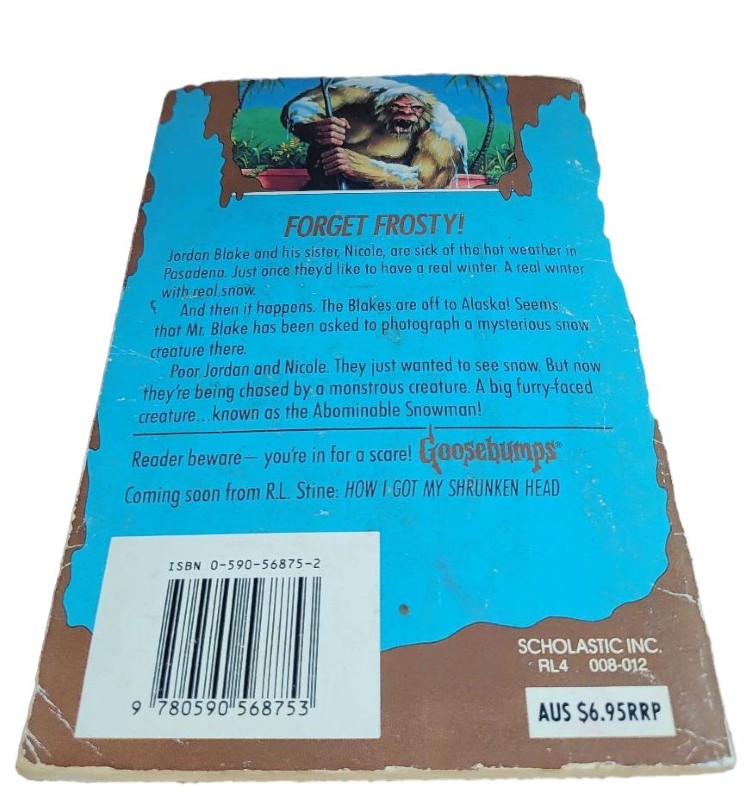 FORGET FROSTY!
Jordan Blake and his sister, Nicole, are sick of the hot weather in
Pasadena. Just once they'd like to have a real winter. A real winter
with real snow.
And then it happens. The Blakes are off to Alaska! Seems
that Mr. Blake has been asked to photograph a mysterious snow
creature there.
Poor Jordan and Nicole. They just wanted to see snow. But now
they're being chased by a monstrous creature. A big furry-faced
creature...known as the Abominable Snowman!
Reader beware— you're in for a scare! Goosebumps®
Coming soon from R.L. Stine: HOW I GOT MY SHRUNKEN HEAD
ISBN 0-590-56875-2
9 780590 568753
SCHOLASTIC INC.
RL4 008-012
AUS $6.95RRP